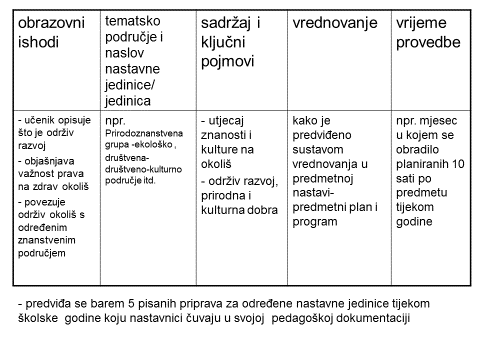 obrazovni
ishodi
tematsko
područje i
naslov
nastavne
jedinice/
jedinica
sadržaj i
ključni
pojmovi
vrednovanje
vrijeme
provedbe
- učenik opisuje
što je održiv
razvoj
- objašnjava
važnost prava
na zdrav okoliš
- povezuje
održiv okoliš s
određenim
znanstvenim
područjem
npr.
Prirodoznanstvena
grupa -ekološko ,
društvena-
društveno-kulturno
područje itd.
- utjecaj
znanosti i
kulture na
okoliš
- održiv razvoj,
prirodna i
kulturna dobra
kako je
predviđeno
sustavom
vrednovanja u
predmetnoj
nastavi-
predmetni plan i
program
npr. mjesec
u kojem se
obradilo
planiranih 10
sati po
predmetu
tijekom
godine
- predviđa se barem 5 pisanih priprava za određene nastavne jedinice tijekom
školske godine koju nastavnici čuvaju u svojoj pedagoškoj dokumentaciji